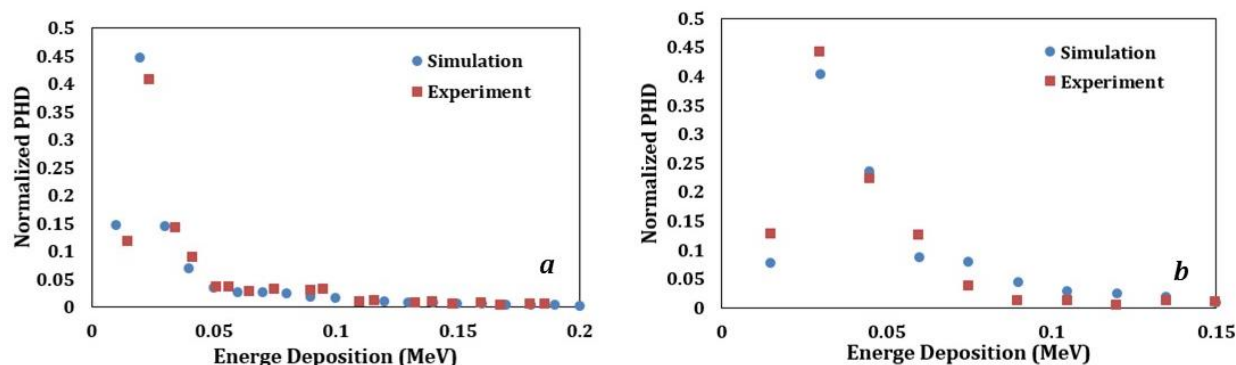 0.5
0.45
0.4
0.35
0.3
0.25
0.2
0.15
0.1
0.05
0
Normalized PHD
Simulation
Experiment
a
0 0.05 0.1 0.15 0.2
Energe Deposition (MeV)
0.5
0.45
0.4
0.35
0.3
0.25
0.2
0.15
0.1
0.05
0
Normalized PHD
Simulation
Experiment
b
0 0.05 0.1 0.15
Energe Deposition (MeV)